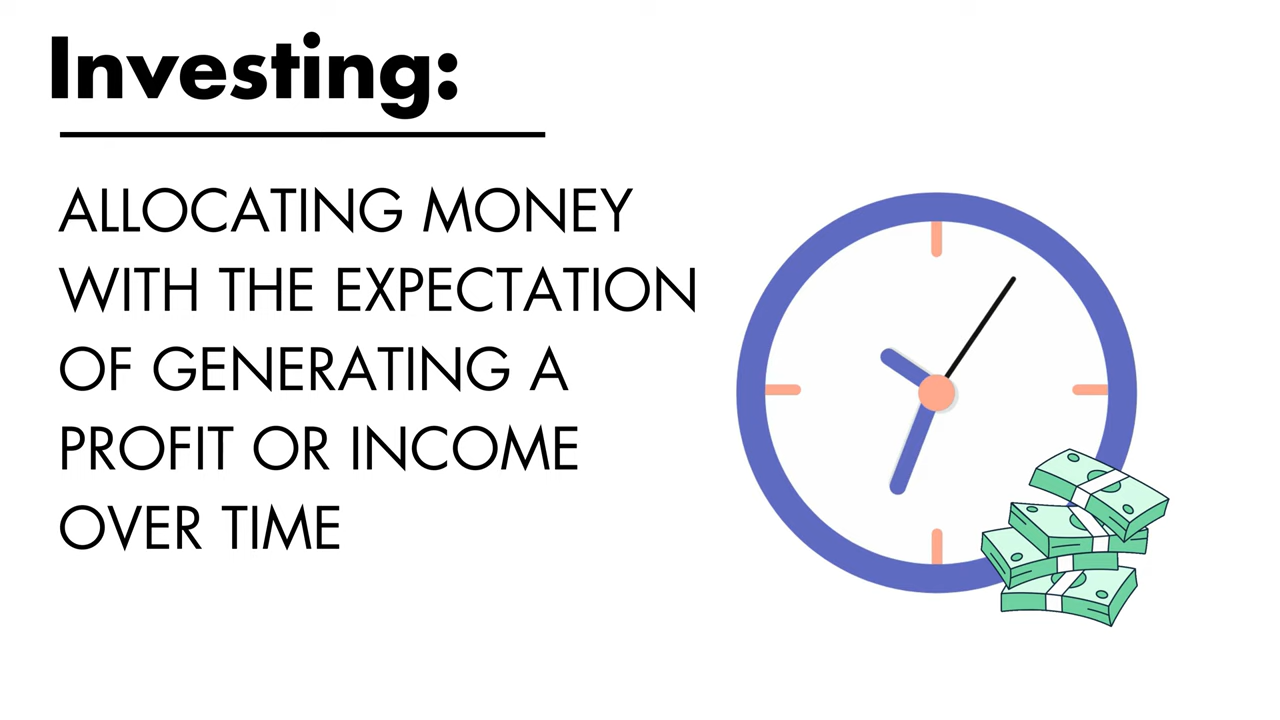 Investing:
ALLOCATING MONEY
WITH THE EXPECTATION
OF GENERATING A
PROFIT OR INCOME
OVER TIME